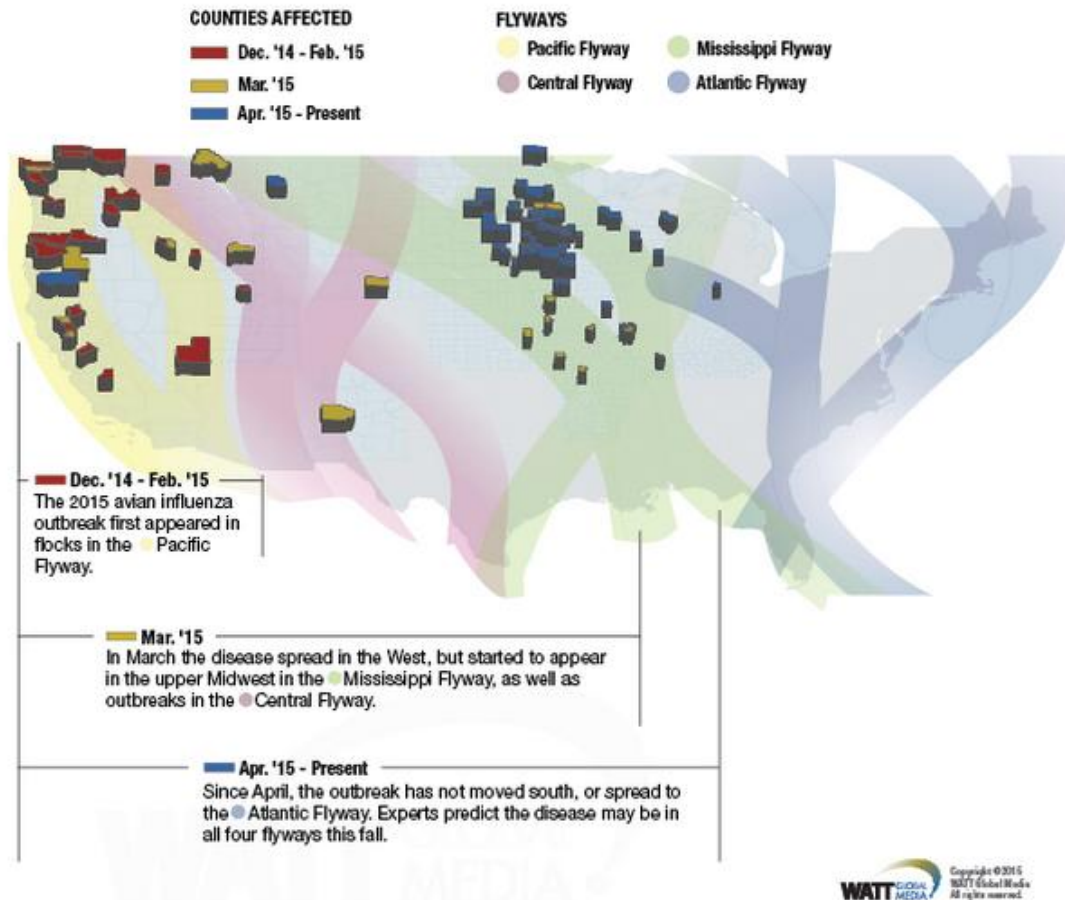 COUNTIES AFFECTED
Dec. '14 - Feb. '15
Mar. '15
Apr. '15 - Present
FLYWAYS
Pacific Flyway
Mississippi Flyway
Central Flyway
Atlantic Flyway
Dec. '14 - Feb. '15
The 2015 avian influenza
outbreak first appeared in
flocks in the Pacific
Flyway.
Mar. '15
In March the disease spread in the West, but started to appear
in the upper Midwest in the Mississippi Flyway, as well as
outbreaks in the Central Flyway.
Apr. '15 - Present
Since April, the outbreak has not moved south, or spread to
the Atlantic Flyway. Experts predict the disease may be in
all four flyways this fall.
WATT GLOBAL
MEDIA
WATT GLOBAL
MEDIA
Copyright ©2015
WATT Global Media
All rights reserved.